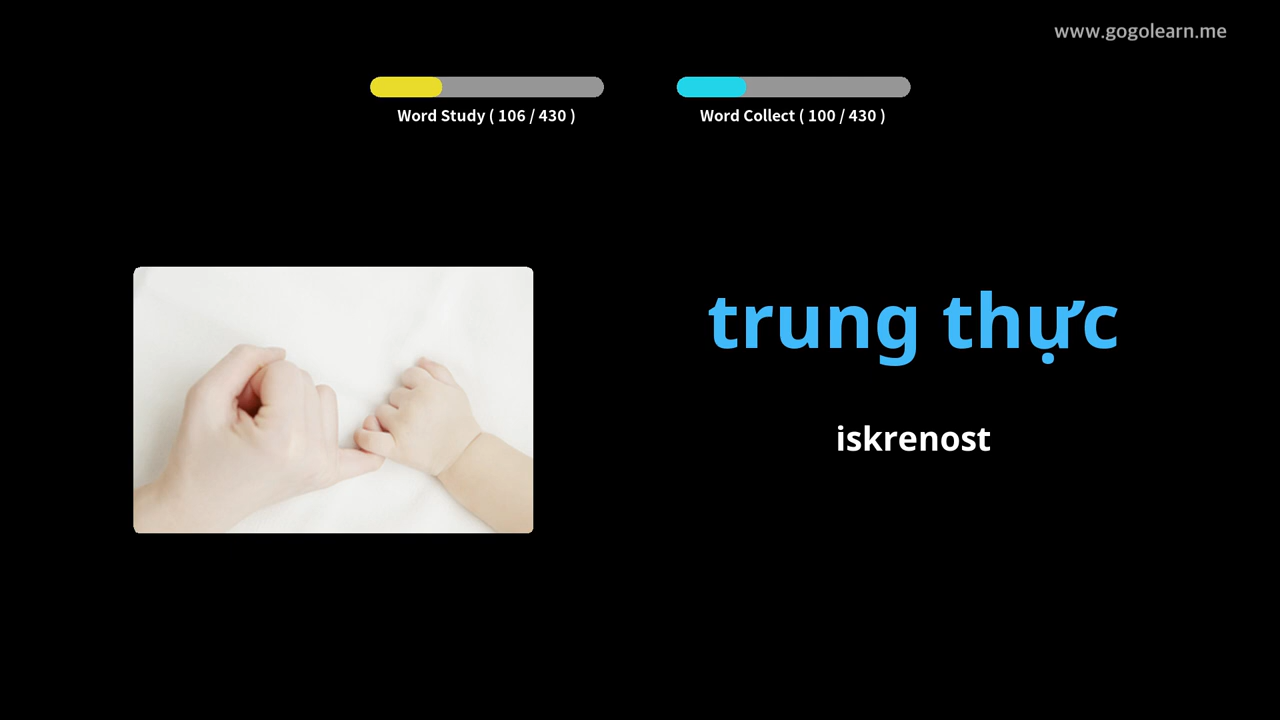 www.gogolearn.me
Word Study ( 106 / 430 )
Word Collect ( 100 / 430 )
trung thực
iskrenost